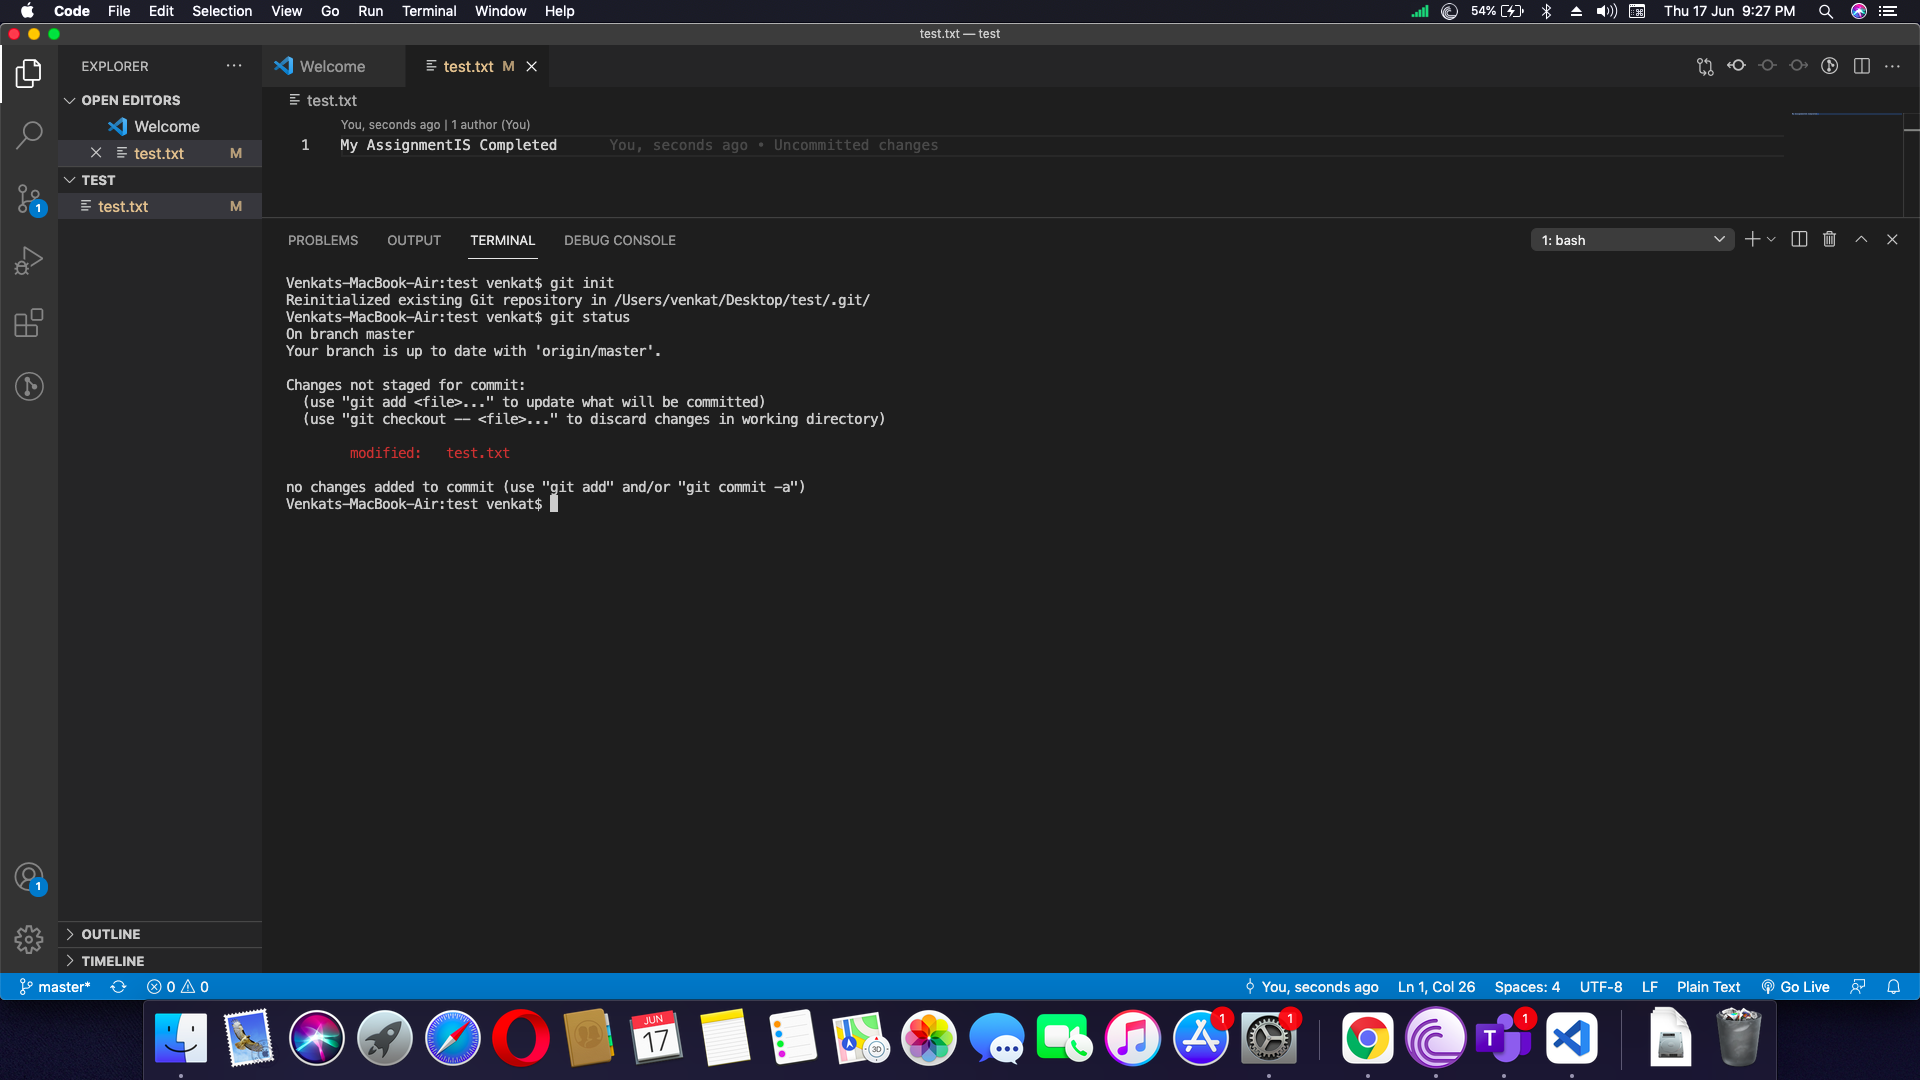 Code File Edit Selection View Go Run Terminal Window Help
54% Thu 17 Jun 9:27 PM
test.txt — test
EXPLORER
Welcome
test.txt M
OPEN EDITORS
Welcome
test.txt M
TEST
test.txt M
test.txt
You, seconds ago | 1 author (You)
1 My AssignmentIS Completed You, seconds ago • Uncommitted changes
1
PROBLEMS OUTPUT TERMINAL DEBUG CONSOLE
1: bash
Venkats-MacBook-Air:test venkat$ git init
Reinitialized existing Git repository in /Users/venkat/Desktop/test/.git/
Venkats-MacBook-Air:test venkat$ git status
On branch master
Your branch is up to date with 'origin/master'.
Changes not staged for commit:
(use "git add <file>..." to update what will be committed)
(use "git checkout -- <file>..." to discard changes in working directory)
modified: test.txt
no changes added to commit (use "git add" and/or "git commit -a")
Venkats-MacBook-Air:test venkat$
1
OUTLINE
TIMELINE
master* 0 0
You, seconds ago Ln 1, Col 26 Spaces: 4 UTF-8 LF Plain Text Go Live
JUN
17
3D
1
1
T
1